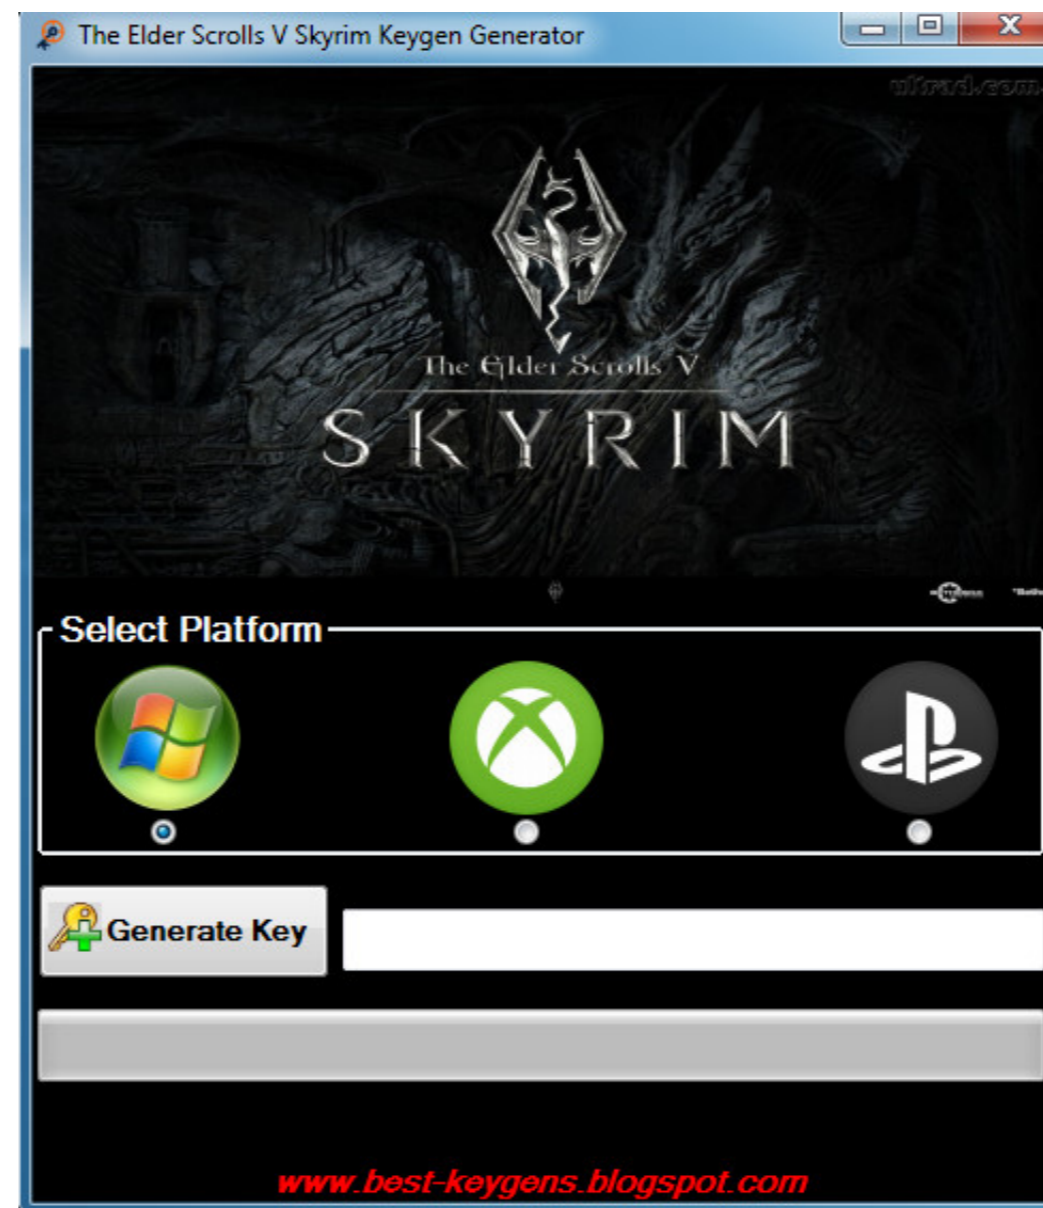 The Elder Scrolls V Skyrim Keygen Generator
The Elder Scrolls V
SKYRIM
Select Platform
Generate Key
www.best-keygens.blogspot.com